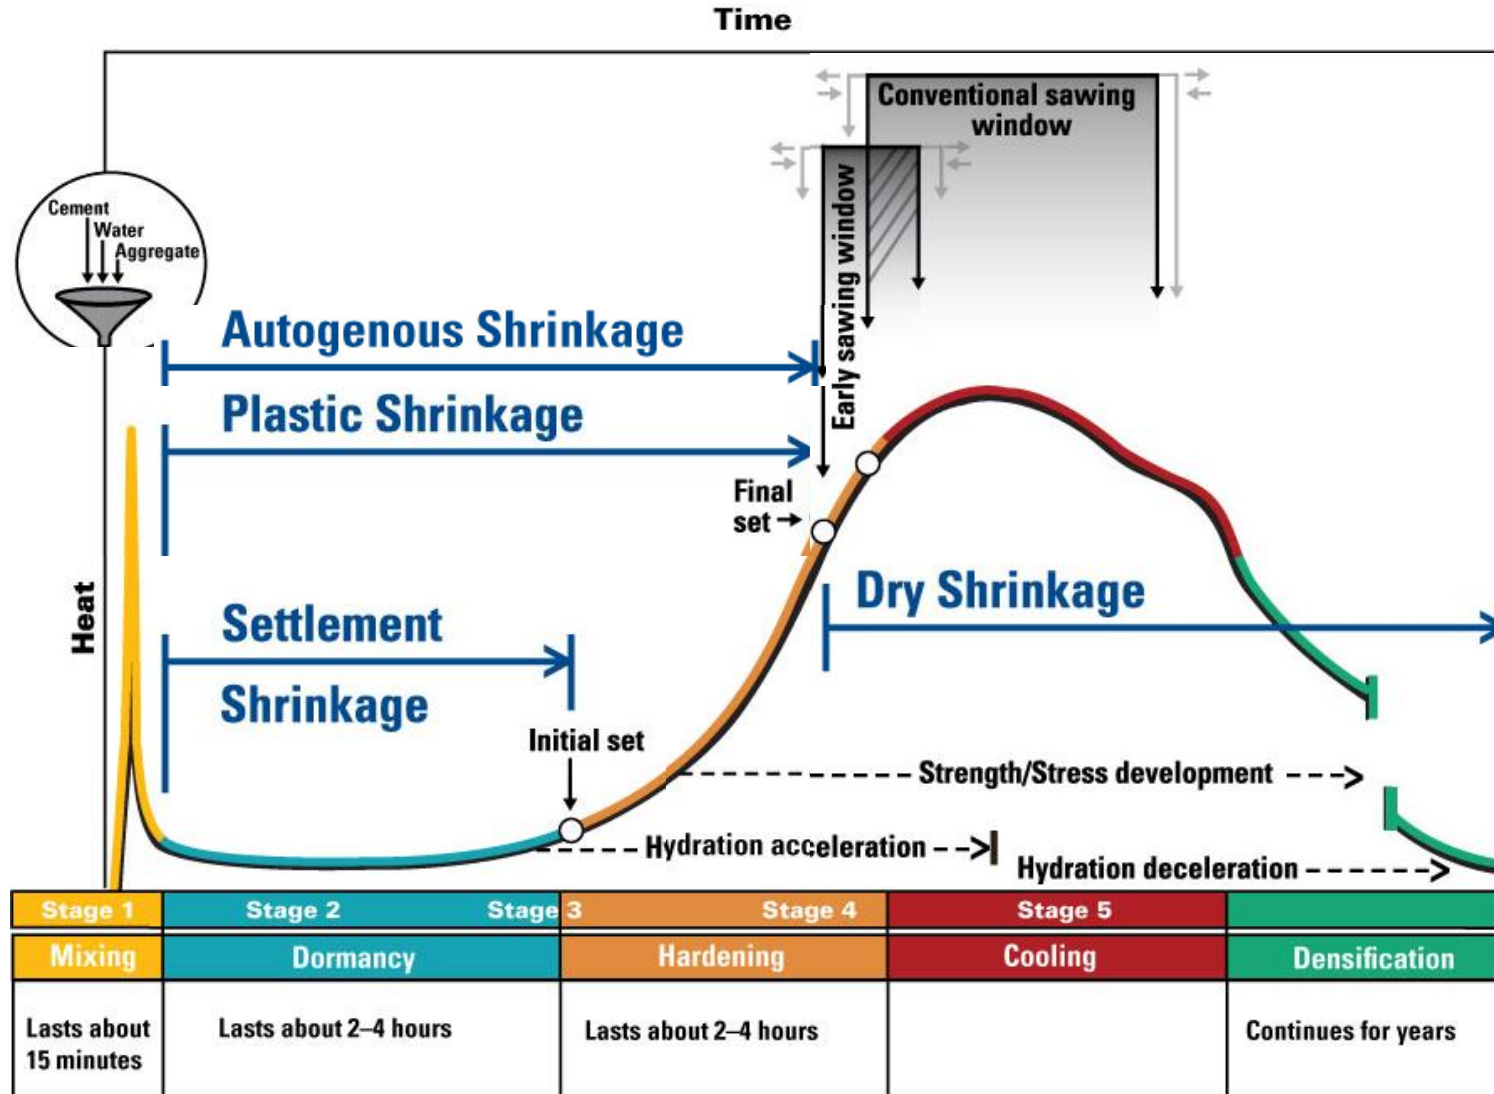 Time
Conventional sawing
window
Early sawing window
Cement
Water
Aggregate
Autogenous Shrinkage
Plastic Shrinkage
Final
set
Heat
Dry Shrinkage
Settlement
Shrinkage
Initial set
Strength/Stress development
Hydration acceleration
Hydration deceleration
Stage 1 Stage 2 Stage 3 Stage 4 Stage 5
Mixing Dormancy Hardening Cooling Densification
Lasts about Lasts about 2–4 hours Lasts about 2–4 hours Continues for years
15 minutes